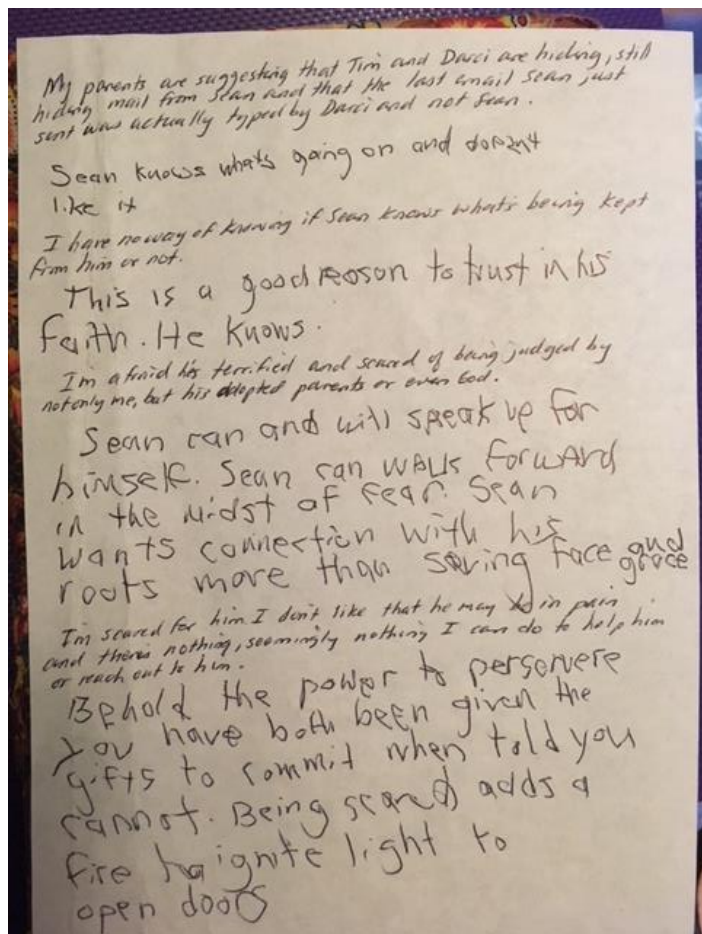 My parents are suggesting that Tim and Darci are hiding, still
hiding mail from Sean and that the last email Sean just
sent was actually typed by Darci and not Sean.
Sean knows whats going on and
like it
I have no way of knowing if Sean knows what's being kept
from him or not.
This is a good reason to trust in his
faith. He knows.
I'm afraid he's terrified and scared of being judged by
not only me, but his adopted parents or even God.
Sean can and will speak up for
himself. Sean can walk forward
in the midst of fear. Sean
wants connection with his
roots more than saving face and
grace
I'm scared for him. I don't like that he may be in pain
and there's nothing, seemingly nothing I can do to help him
or reach out to him.
Behold the power to perservere
You have both been given the
gifts to commit when told you
cannot. Being scared adds a
fire to ignite light to
open doors